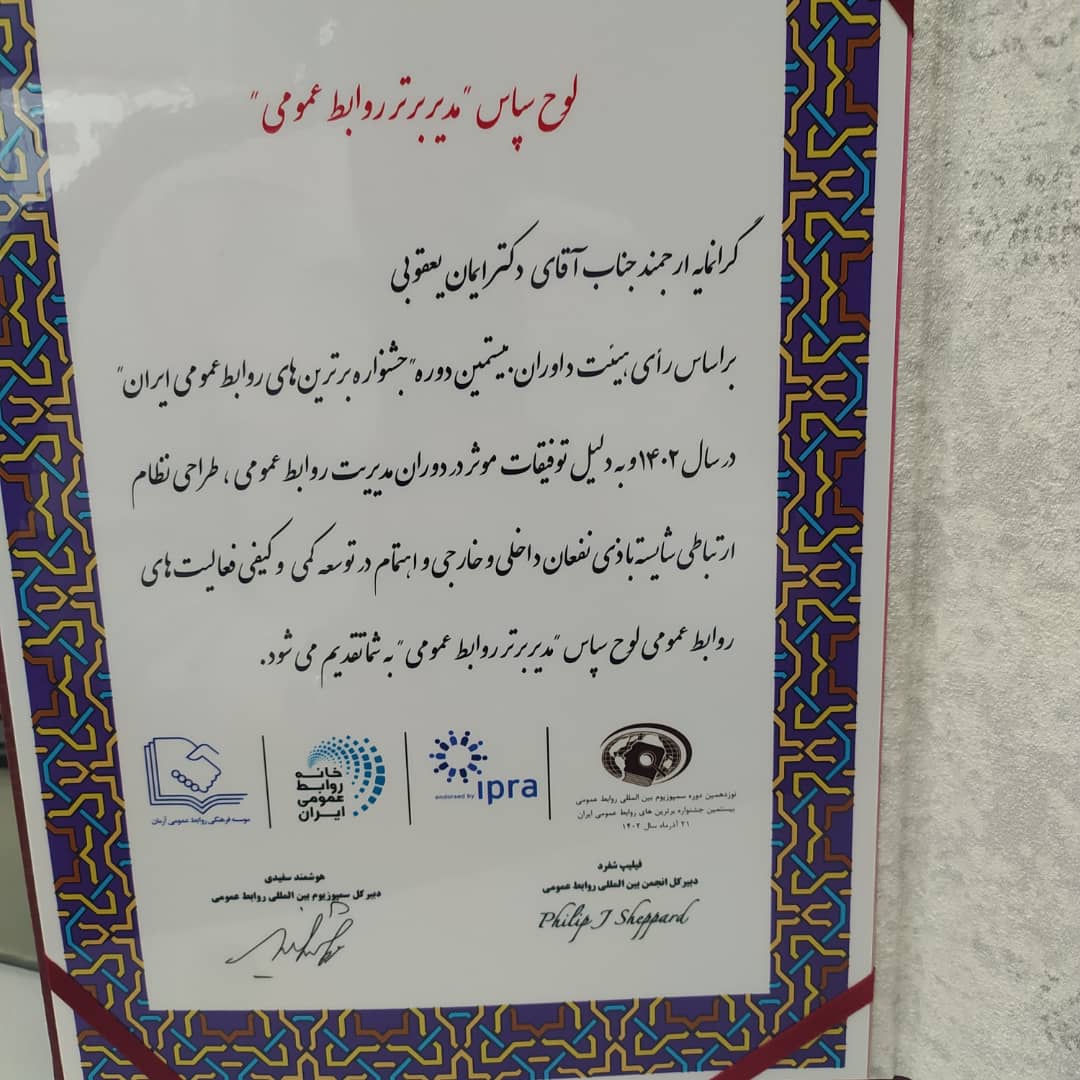 لوح سپاس "مدیر برتر روابط عمومی"
گرانمایه ارجمند جناب آقای دکتر ایمان یعقوبی
براساس رأی هیئت داوران بیستمین دوره "جشنواره برترین های روابط عمومی ایران"
در سال ۱۴۰۲ و به دلیل توفیقات موثر در دوران مدیریت روابط عمومی، طراحی نظام
ارتباطی شایسته با ذی نفعان داخلی و خارجی و اهتمام در توسعه کمی و کیفی فعالیت های
روابط عمومی لوح سپاس "مدیر برتر روابط عمومی" به شما تقدیم می شود.
نوزدهمین دوره سمپوزیوم بین المللی روابط عمومی
بیستمین جشنواره برترین های روابط عمومی ایران
۲۱ آذرماه سال ۱۴۰۲
endorsed by ipra
خانه
روابط
عمومی
ایران
موسسه فرهنگی روابط عمومی آرمان
فیلیپ شفرد
دبیرکل انجمن بین المللی روابط عمومی
Philip J Sheppard
هوشمند سفیدی
دبیرکل سمپوزیوم بین المللی روابط عمومی